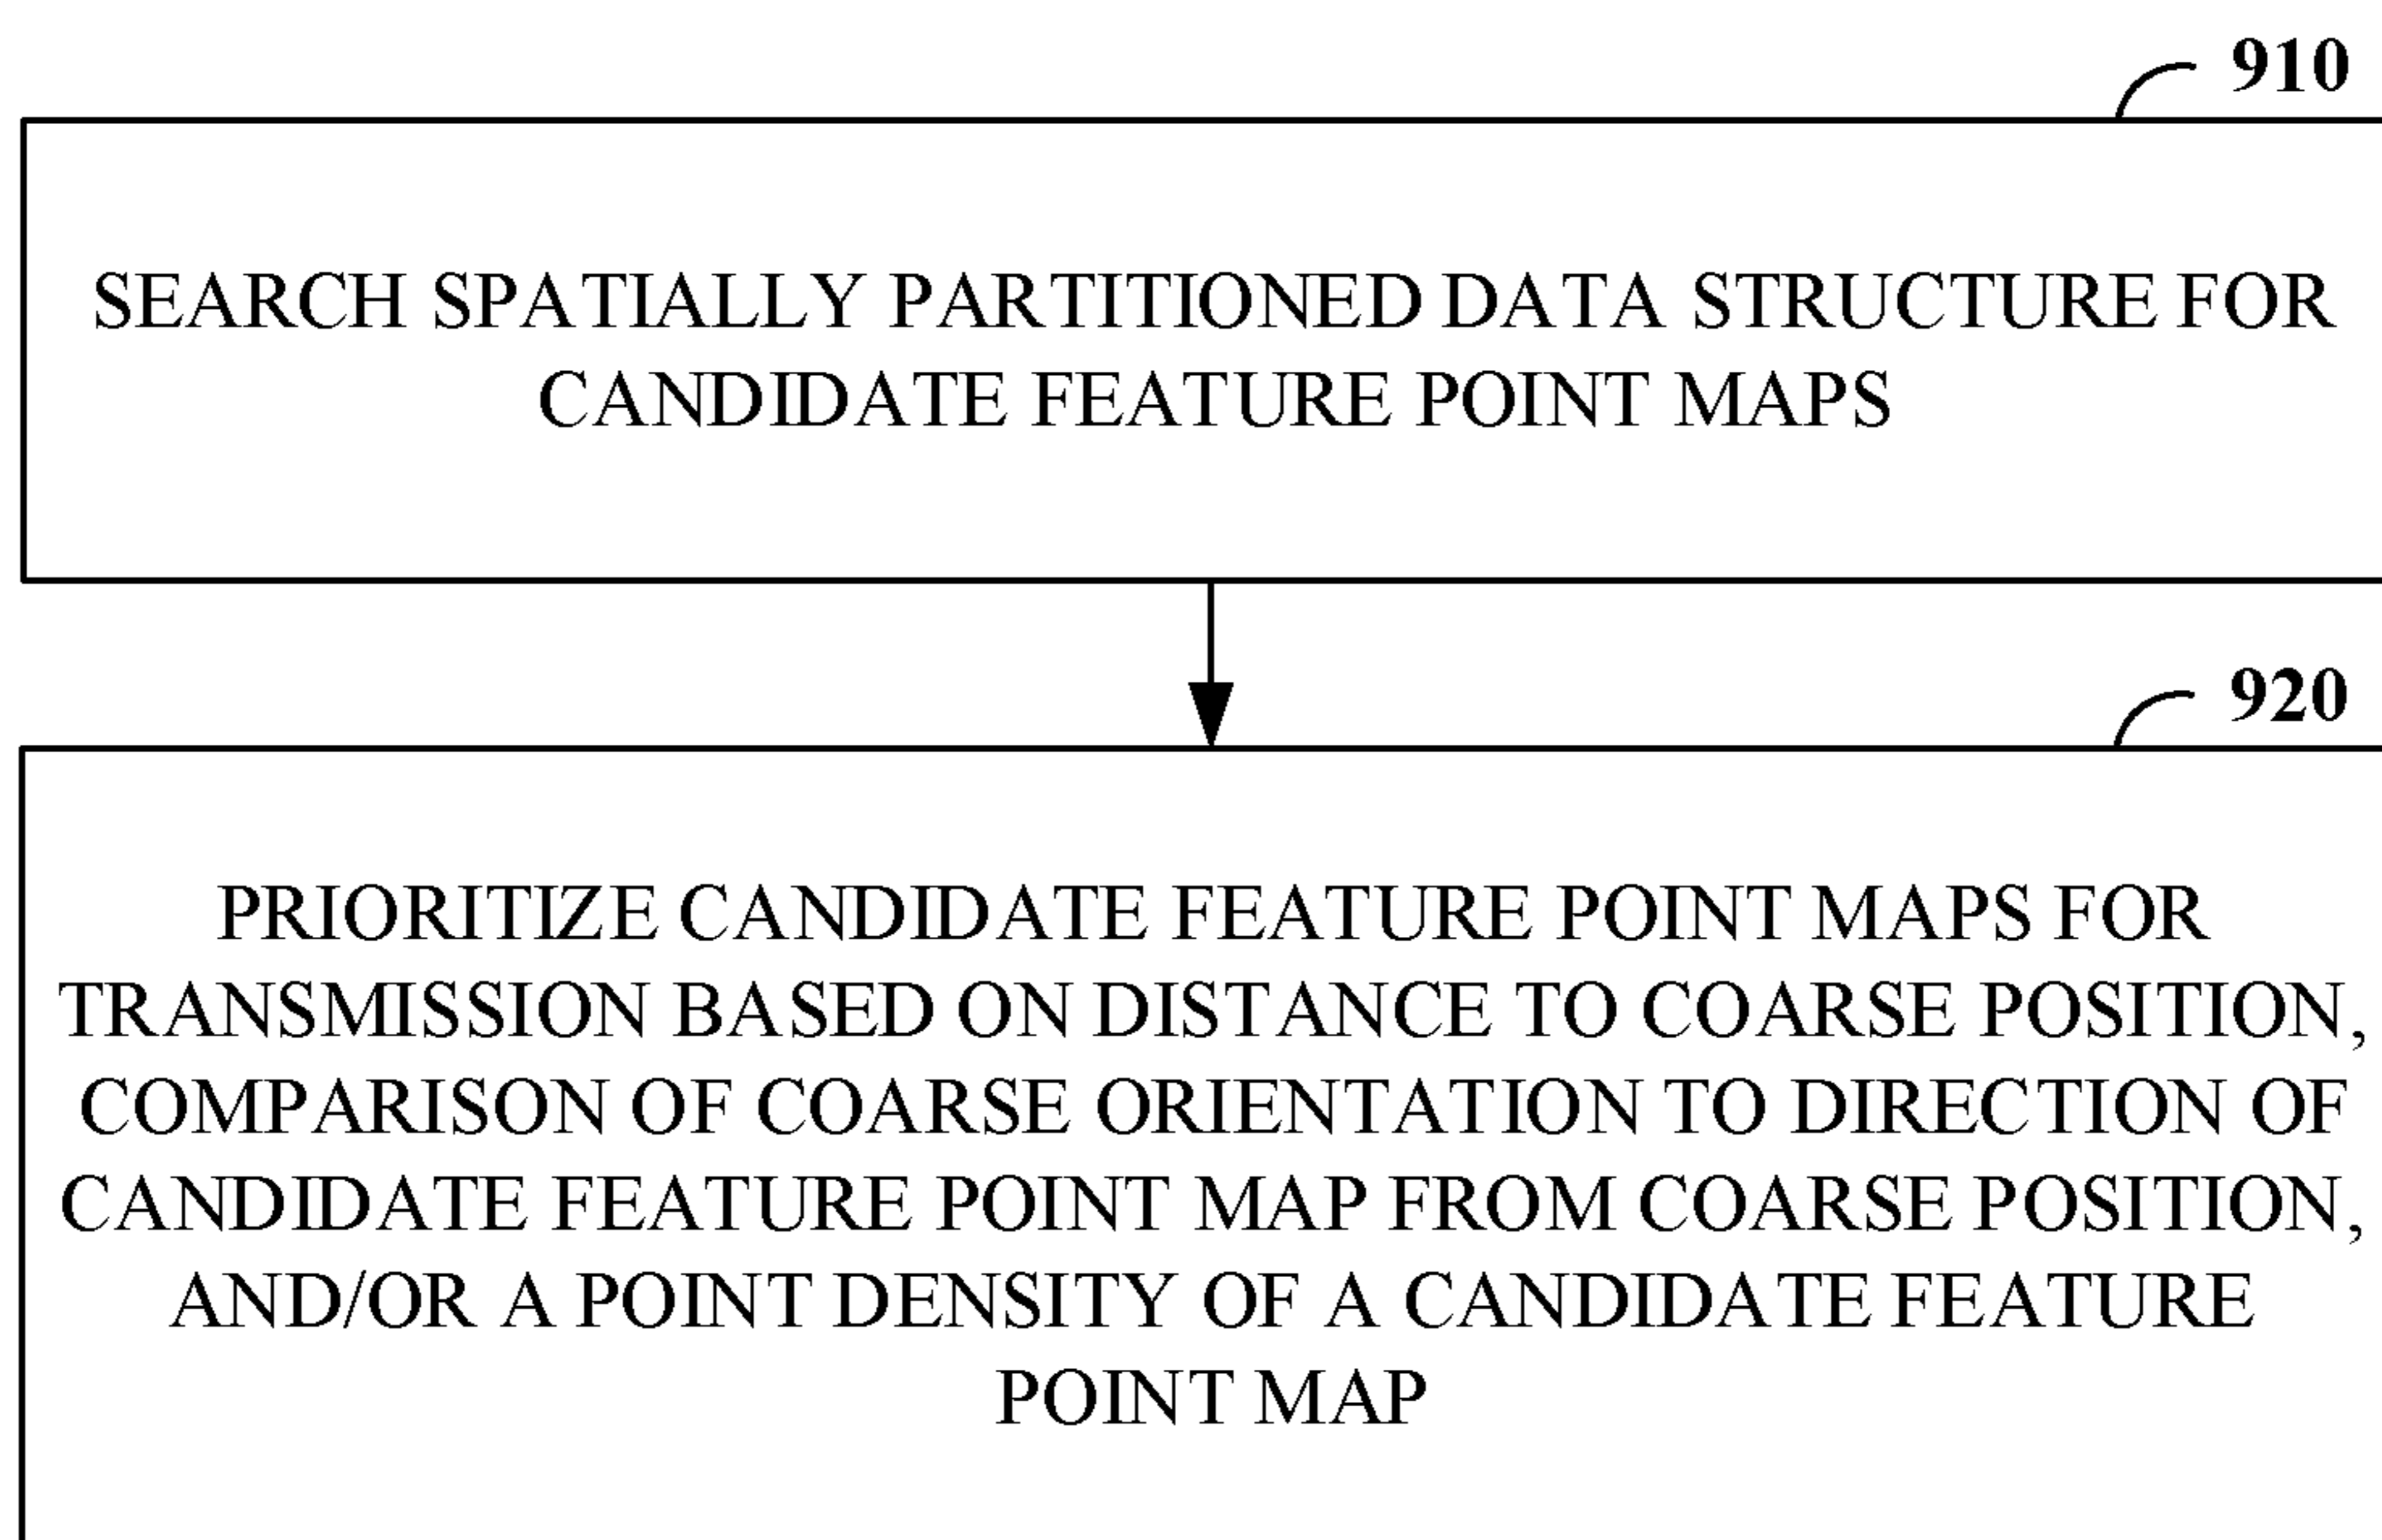 910
SEARCH SPATIALLY PARTITIONED DATA STRUCTURE FOR
CANDIDATE FEATURE POINT MAPS
920
PRIORITIZE CANDIDATE FEATURE POINT MAPS FOR
TRANSMISSION BASED ON DISTANCE TO COARSE POSITION,
COMPARISON OF COARSE ORIENTATION TO DIRECTION OF
CANDIDATE FEATURE POINT MAP FROM COARSE POSITION,
AND/OR A POINT DENSITY OF A CANDIDATE FEATURE
POINT MAP